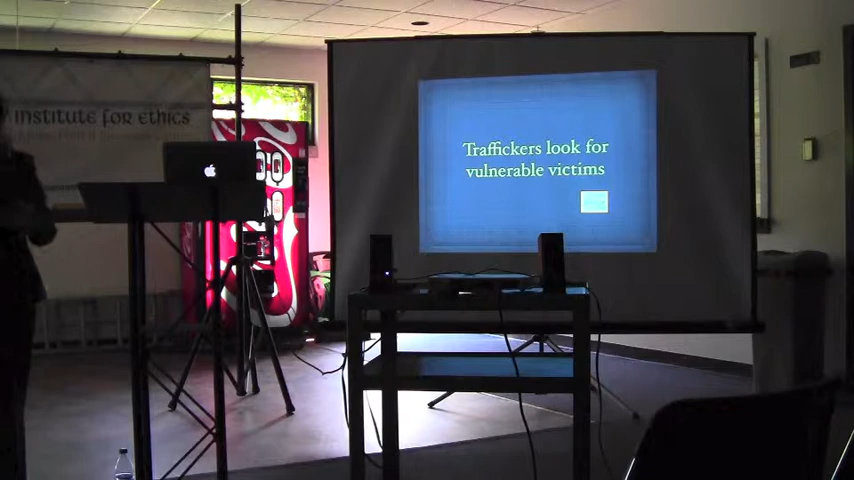 INSTITUTE FOR ETHICS
Traffickers look for
vulnerable victims